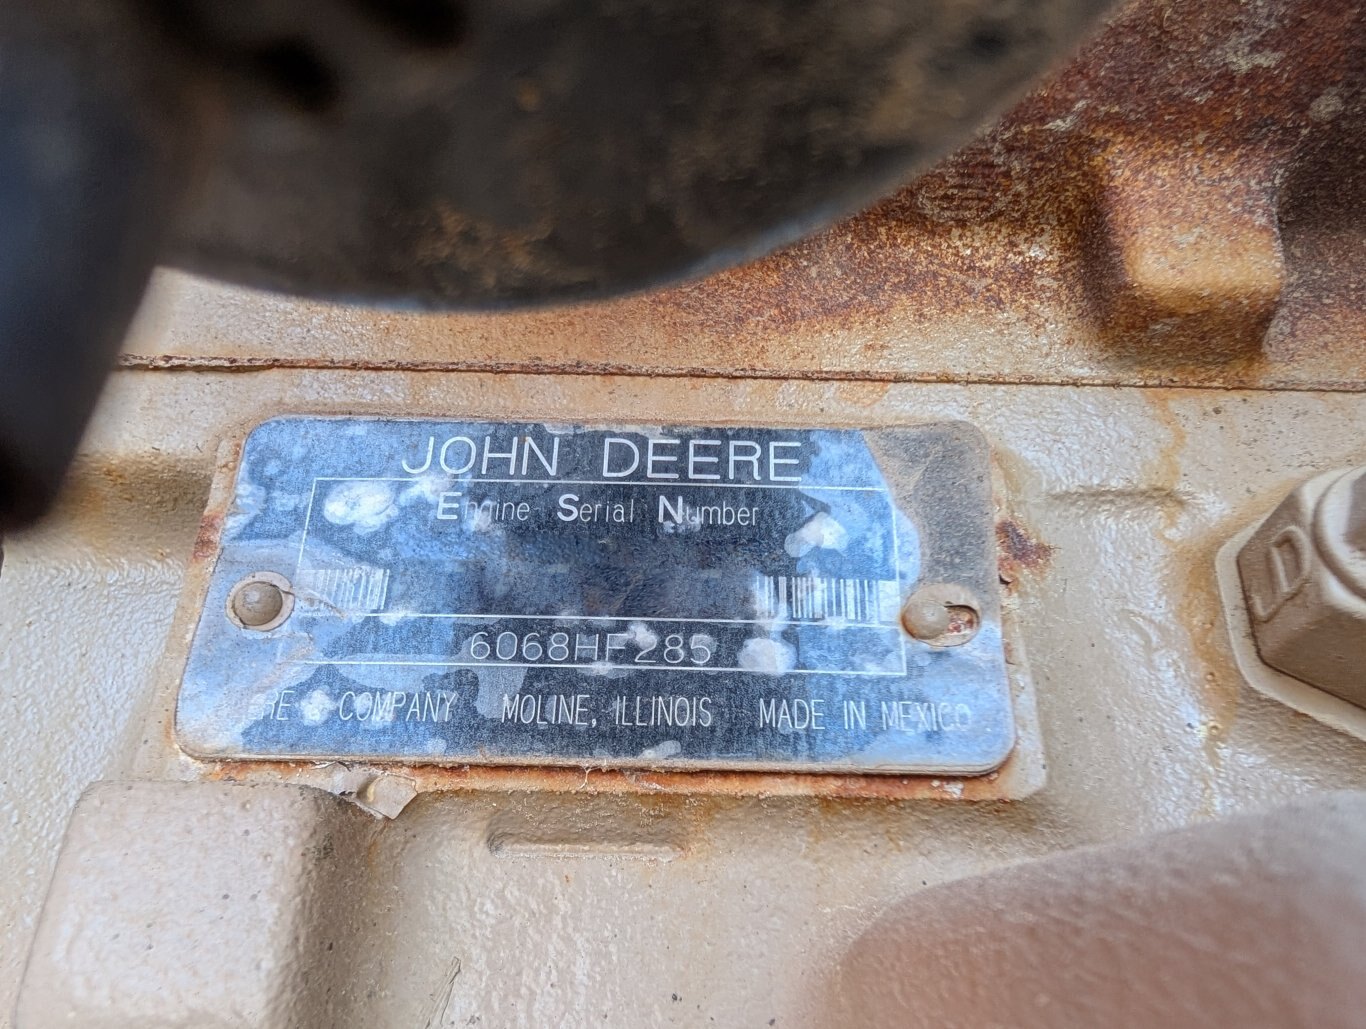 JOHN DEERE
Engine Serial Number
6068HF285
& COMPANY MOLINE, ILLINOIS MADE IN MEXICO